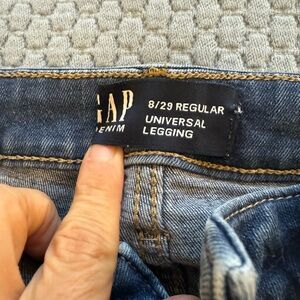 GAP
DENIM
8/29 REGULAR
UNIVERSAL
LEGGING